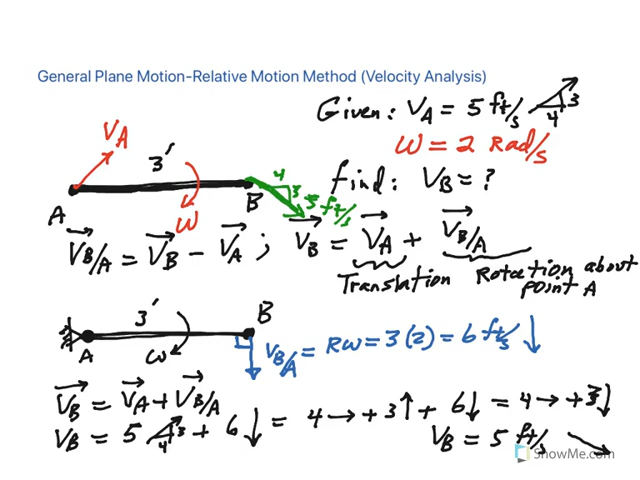 General Plane Motion-Relative Motion Method (Velocity Analysis)
Given: VA = 5 ft/s 3 4
ω = 2 Rad/s
VA
3'
4 3
5 ft/s
A B
ω
find: VB = ?
VB/A = VB - VA ; VB = VA + VB/A
Translation Rotation about point A
3' B
A ω
VB/A = Rω = 3(2) = 6 ft/s ↓
VB = VA + VB/A
VB = 5 3 4 + 6↓ = 4→ + 3↑ + 6↓ = 4→ + 3↓
VB = 5 ft/s
ShowMe.com